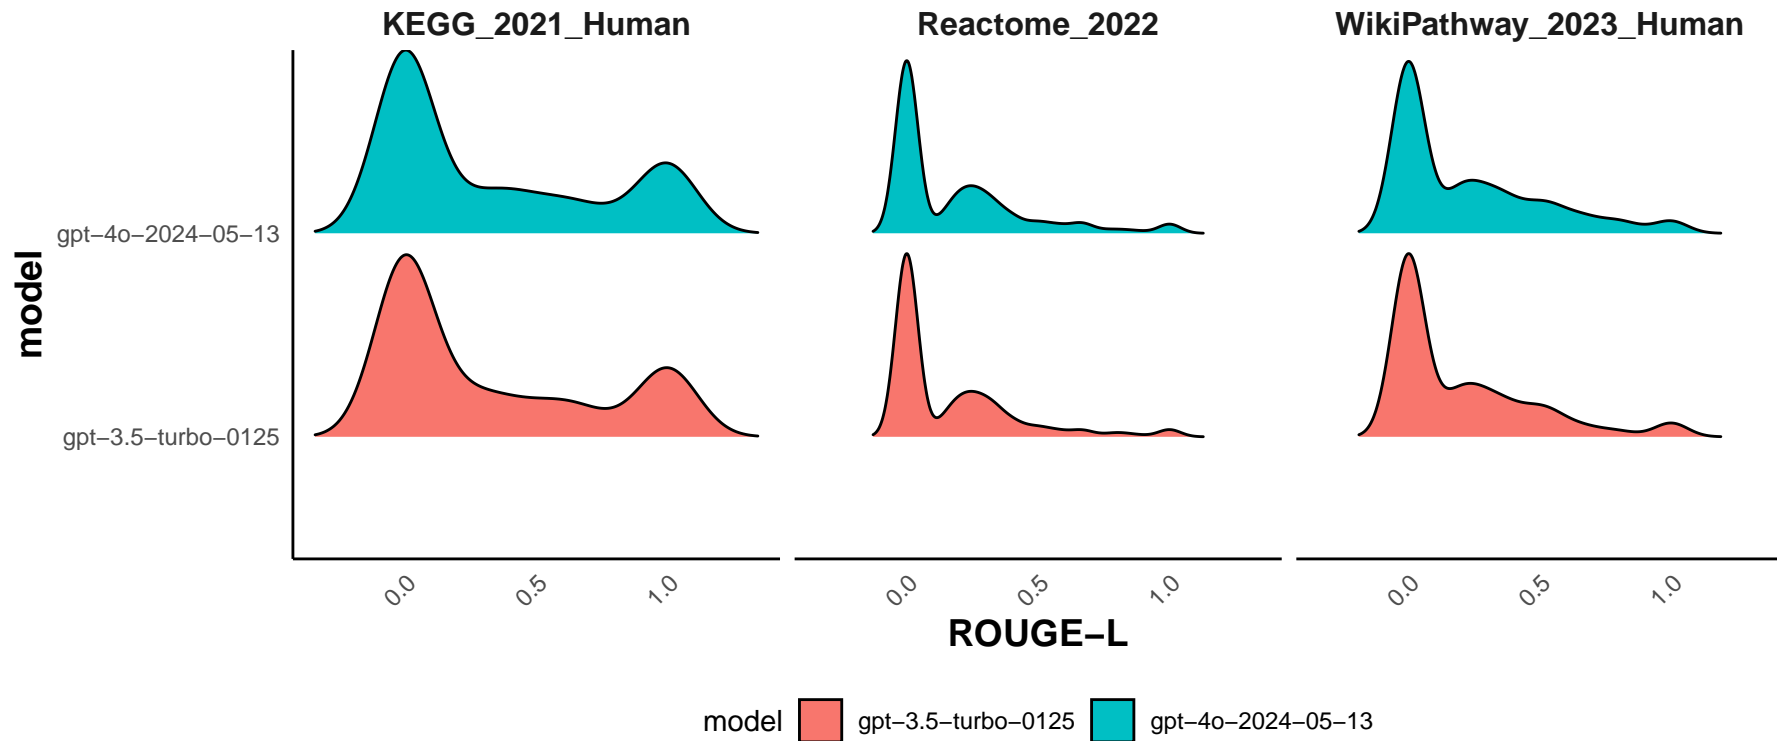 KEGG_2021_Human
Reactome_2022
WikiPathway_2023_Human
model
gpt−4o−2024−05−13
gpt−3.5−turbo−0125
0.0
0.5
1.0
0.0
0.5
1.0
0.0
0.5
1.0
ROUGE−L
model
gpt−3.5−turbo−0125
gpt−4o−2024−05−13